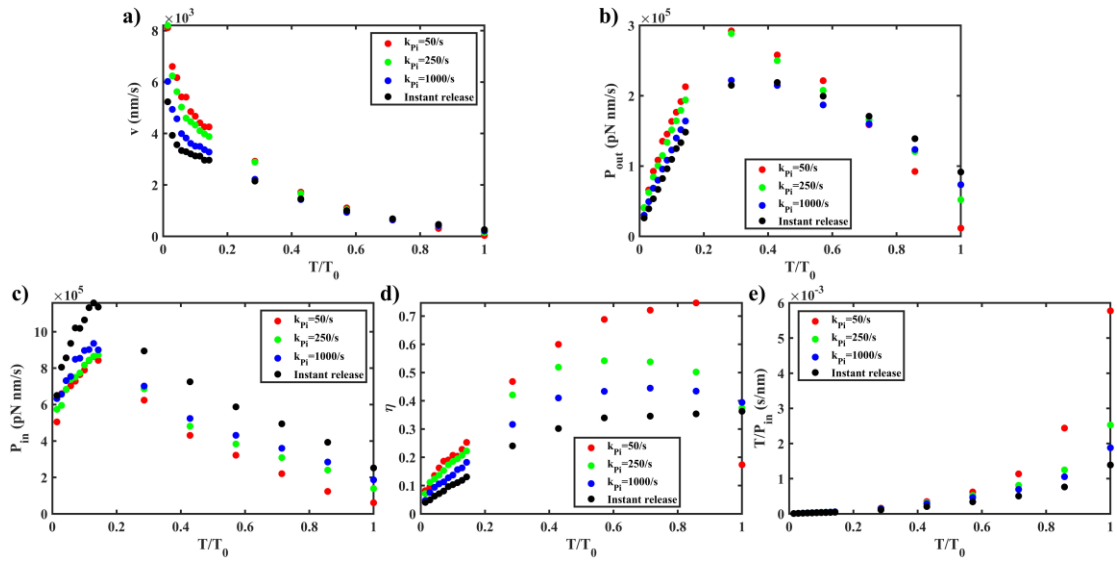 a)
×10³
8
6
4
2
0
v (nm/s)
0 0.2 0.4 0.6 0.8 1
T/T₀
k_Pi=50/s
k_Pi=250/s
k_Pi=1000/s
Instant release
b)
×10⁵
3
2
1
0
P_out (pN nm/s)
0 0.2 0.4 0.6 0.8 1
T/T₀
k_Pi=50/s
k_Pi=250/s
k_Pi=1000/s
Instant release
c)
×10⁵
10
8
6
4
2
0
P_in (pN nm/s)
0 0.2 0.4 0.6 0.8 1
T/T₀
k_Pi=50/s
k_Pi=250/s
k_Pi=1000/s
Instant release
d)
0.7
0.6
0.5
0.4
0.3
0.2
0.1
0
η
0 0.2 0.4 0.6 0.8 1
T/T₀
k_Pi=50/s
k_Pi=250/s
k_Pi=1000/s
Instant release
e)
×10⁻³
6
5
4
3
2
1
0
T/P_in (s/nm)
0 0.2 0.4 0.6 0.8 1
T/T₀
k_Pi=50/s
k_Pi=250/s
k_Pi=1000/s
Instant release